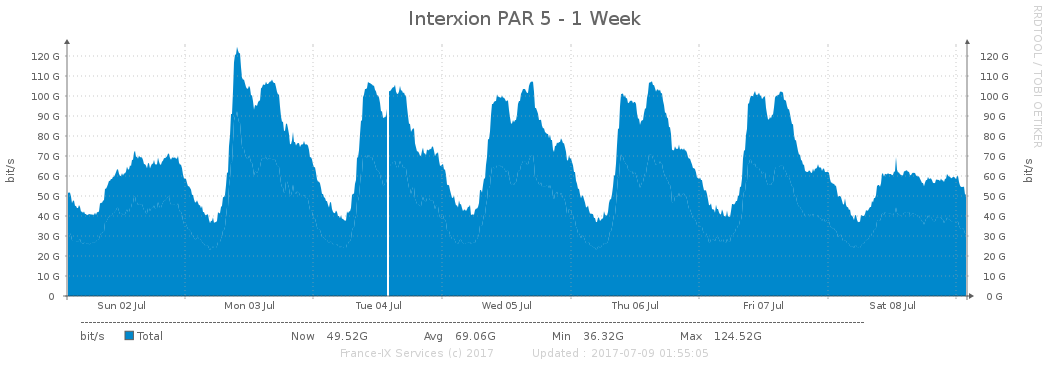 Interxion PAR 5 - 1 Week
RRDTOOL / TOBI OETIKER
bit/s
120 G 120 G
110 G 110 G
100 G 100 G
90 G 90 G
80 G 80 G
70 G 70 G
60 G 60 G
50 G 50 G
40 G 40 G
30 G 30 G
20 G 20 G
10 G 10 G
0 0 G
bit/s
Sun 02 Jul Mon 03 Jul Tue 04 Jul Wed 05 Jul Thu 06 Jul Fri 07 Jul Sat 08 Jul
bit/s Total Now 49.52G Avg 69.06G Min 36.32G Max 124.52G
France-IX Services (c) 2017 Updated : 2017-07-09 01:55:05